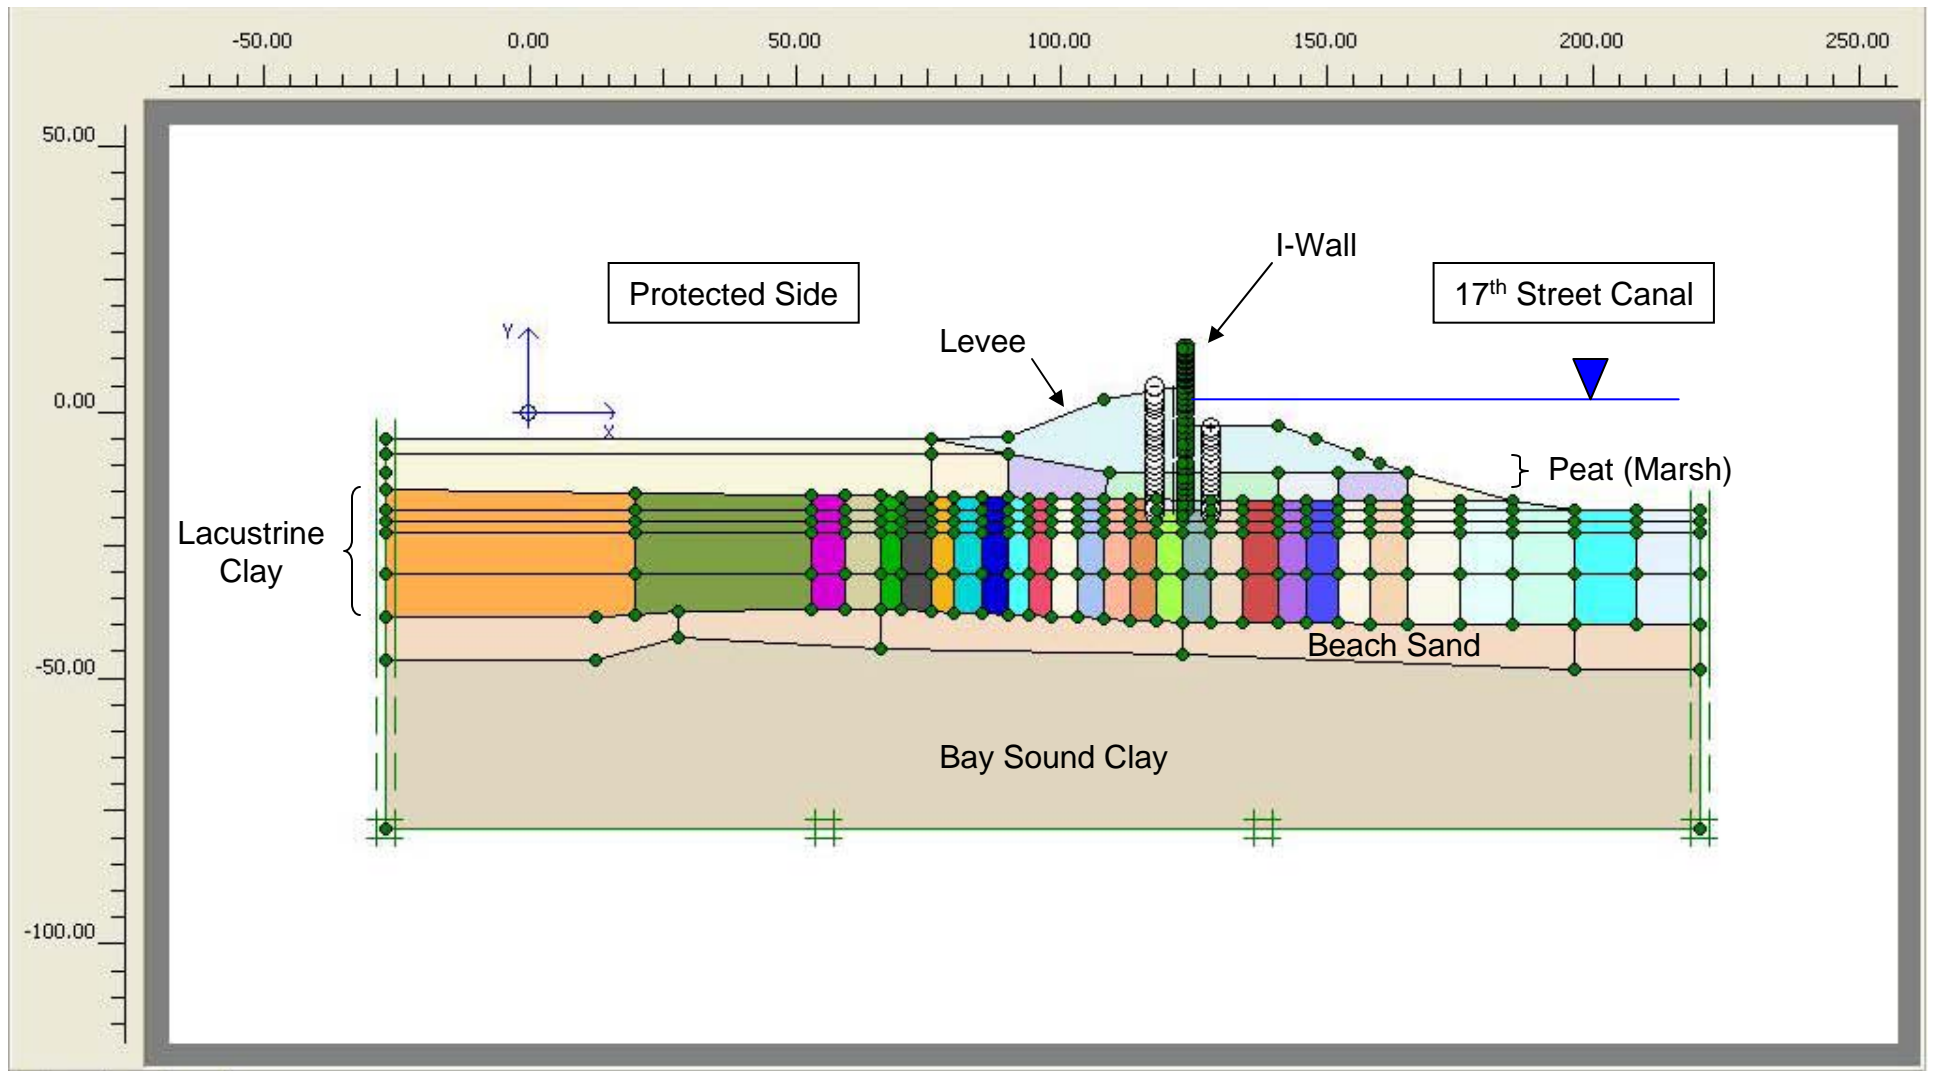 -50.00 0.00 50.00 100.00 150.00 200.00 250.00
50.00
I-Wall
Protected Side
17th Street Canal
Y
Levee
0.00
X
Peat (Marsh)
Lacustrine
Clay
Beach Sand
-50.00
Bay Sound Clay
-100.00